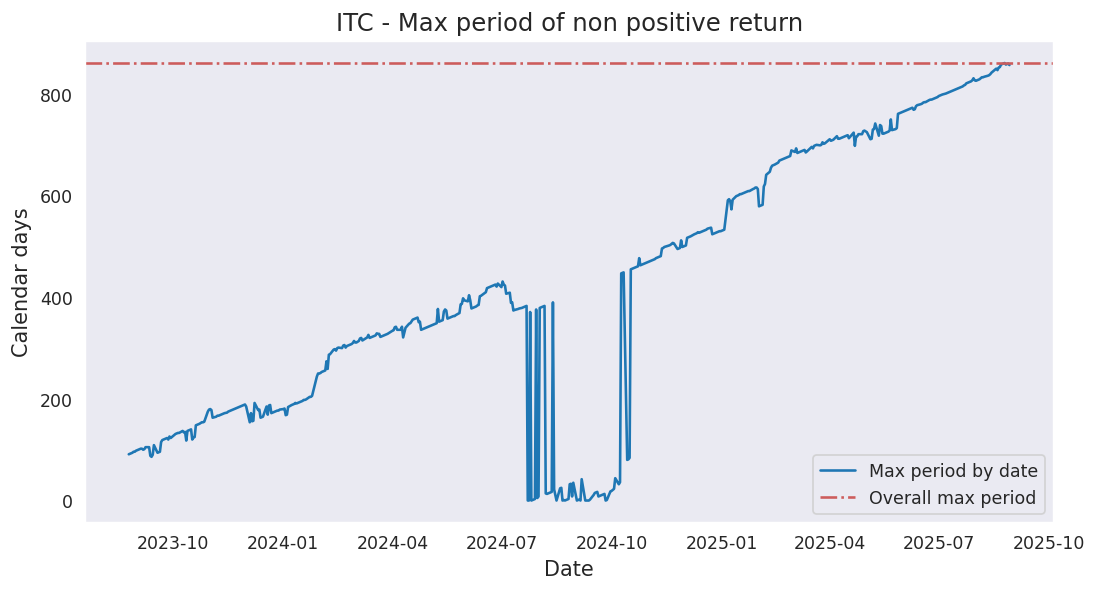 ITC - Max period of non positive return
Calendar days
800
600
400
200
0
2023-10
2024-01
2024-04
2024-07
2024-10
2025-01
2025-04
2025-07
2025-10
Date
Max period by date
Overall max period